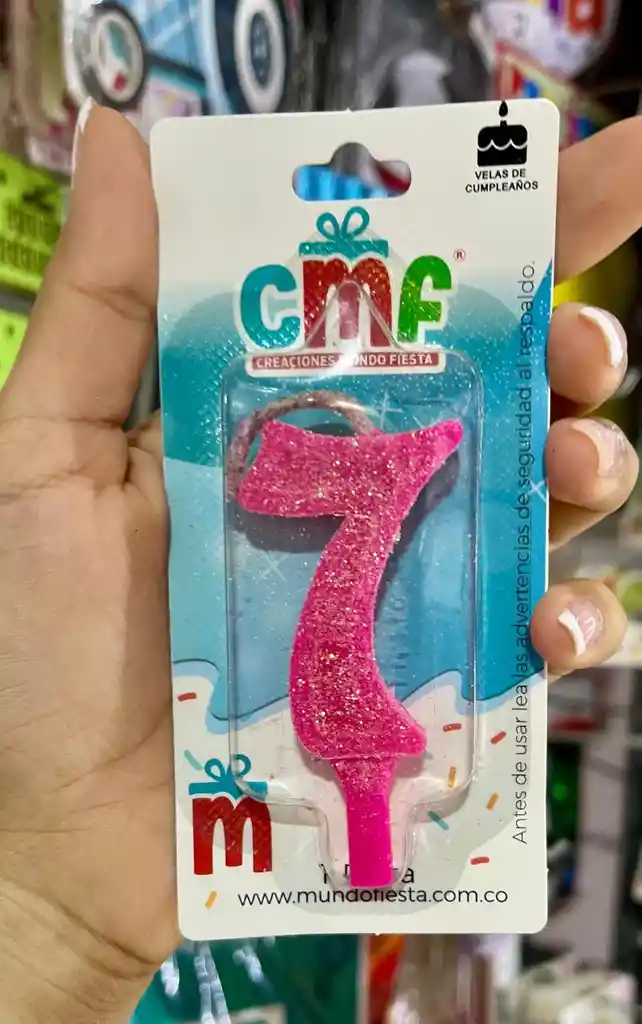 VELAS DE
CUMPLEAÑOS
cmf®
CREACIONES MUNDO FIESTA
7
Antes de usar lea las advertencias de seguridad al respaldo.
m
www.mundofiesta.com.co